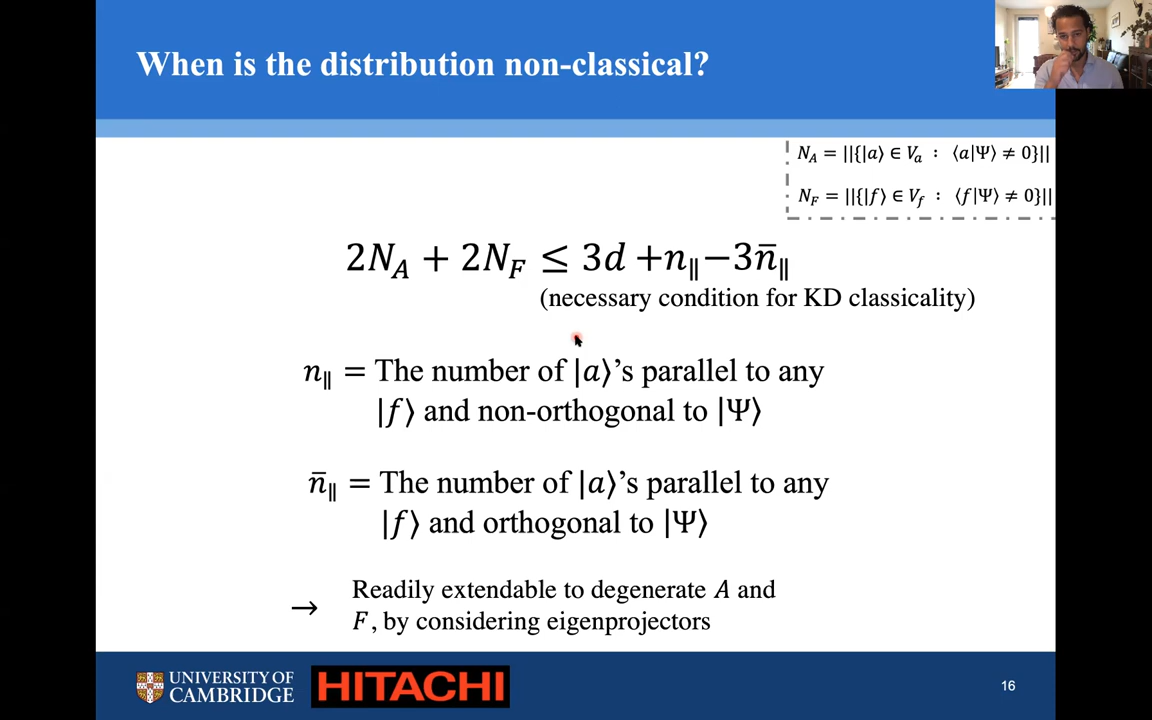 When is the distribution non-classical?
N_A = ||{|a⟩ ∈ V_a : ⟨a|Ψ⟩ ≠ 0}||
N_F = ||{|f⟩ ∈ V_f : ⟨f|Ψ⟩ ≠ 0}||
2N_A + 2N_F ≤ 3d +n_∥−3n̄_∥
(necessary condition for KD classicality)
n_∥ = The number of |a⟩'s parallel to any
|f⟩ and non-orthogonal to |Ψ⟩
n̄_∥ = The number of |a⟩'s parallel to any
|f⟩ and orthogonal to |Ψ⟩
→ Readily extendable to degenerate A and
F, by considering eigenprojectors
UNIVERSITY OF
CAMBRIDGE
HITACHI
16